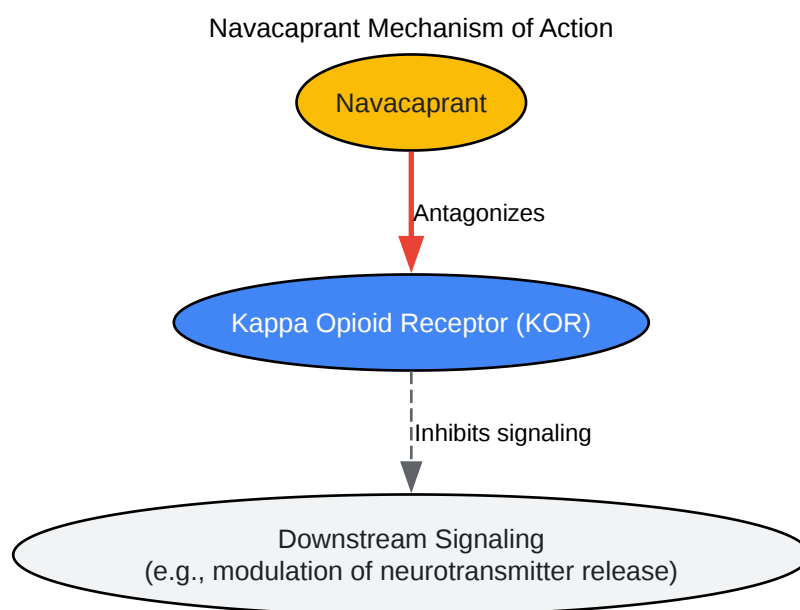 Navacaprant Mechanism of Action
Navacaprant
Antagonizes
Kappa Opioid Receptor (KOR)
Inhibits signaling
Downstream Signaling
(e.g., modulation of neurotransmitter release)